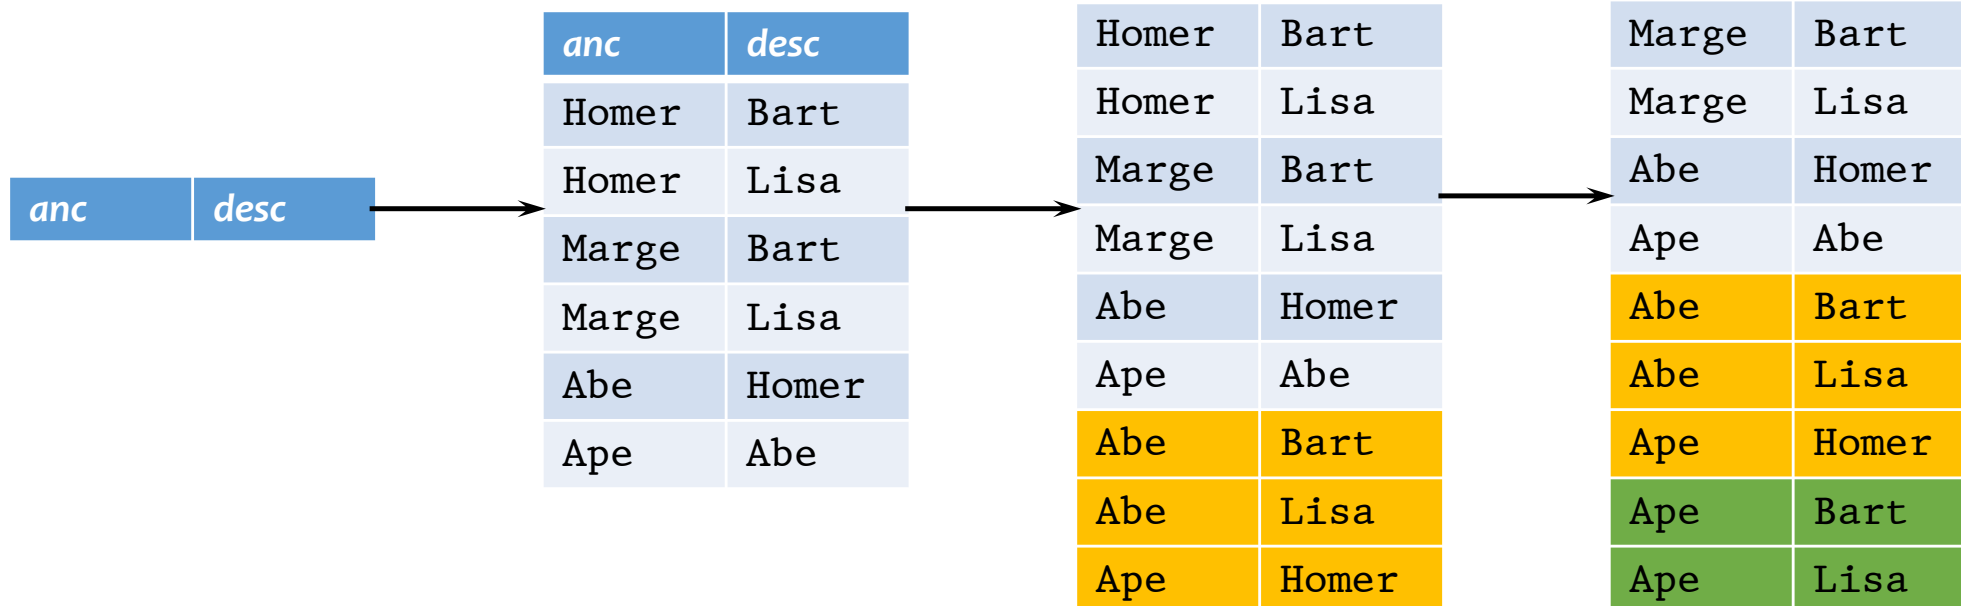 anc desc
anc desc
Homer Bart
Homer Lisa
Marge Bart
Marge Lisa
Abe Homer
Ape Abe
Homer Bart
Homer Lisa
Marge Bart
Marge Lisa
Abe Homer
Ape Abe
Abe Bart
Abe Lisa
Ape Homer
Marge Bart
Marge Lisa
Abe Homer
Ape Abe
Abe Bart
Abe Lisa
Ape Homer
Ape Bart
Ape Lisa